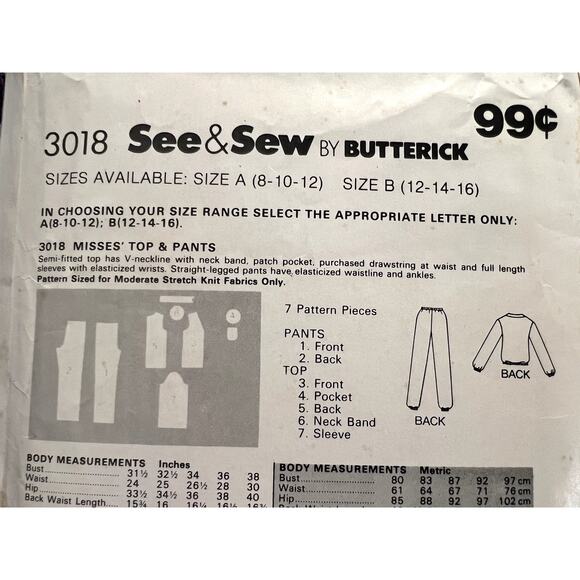 99¢
3018 See&Sew BY BUTTERICK
SIZES AVAILABLE: SIZE A (8-10-12) SIZE B (12-14-16)
IN CHOOSING YOUR SIZE RANGE SELECT THE APPROPRIATE LETTER ONLY:
A(8-10-12); B(12-14-16).
3018 MISSES' TOP & PANTS
Semi-fitted top has V-neckline with neck band, patch pocket, purchased drawstring at waist and full length
sleeves with elasticized wrists. Straight-legged pants have elasticized waistline and ankles.
Pattern Sized for Moderate Stretch Knit Fabrics Only.
7 Pattern Pieces
PANTS
1. Front
2. Back
TOP
3. Front
4. Pocket
5. Back
6. Neck Band
7. Sleeve
BACK
BACK
BODY MEASUREMENTS Inches
Bust 31½ 32½ 34 36 38
Waist 24 25 26½ 28 30
Hip 33½ 34½ 36 38 40
Back Waist Length 15¾ 16 16¼ 16½ 16¾
BODY MEASUREMENTS Metric
Bust 80 83 87 92 97 cm
Waist 61 64 67 71 76 cm
Hip 85 88 92 97 102 cm